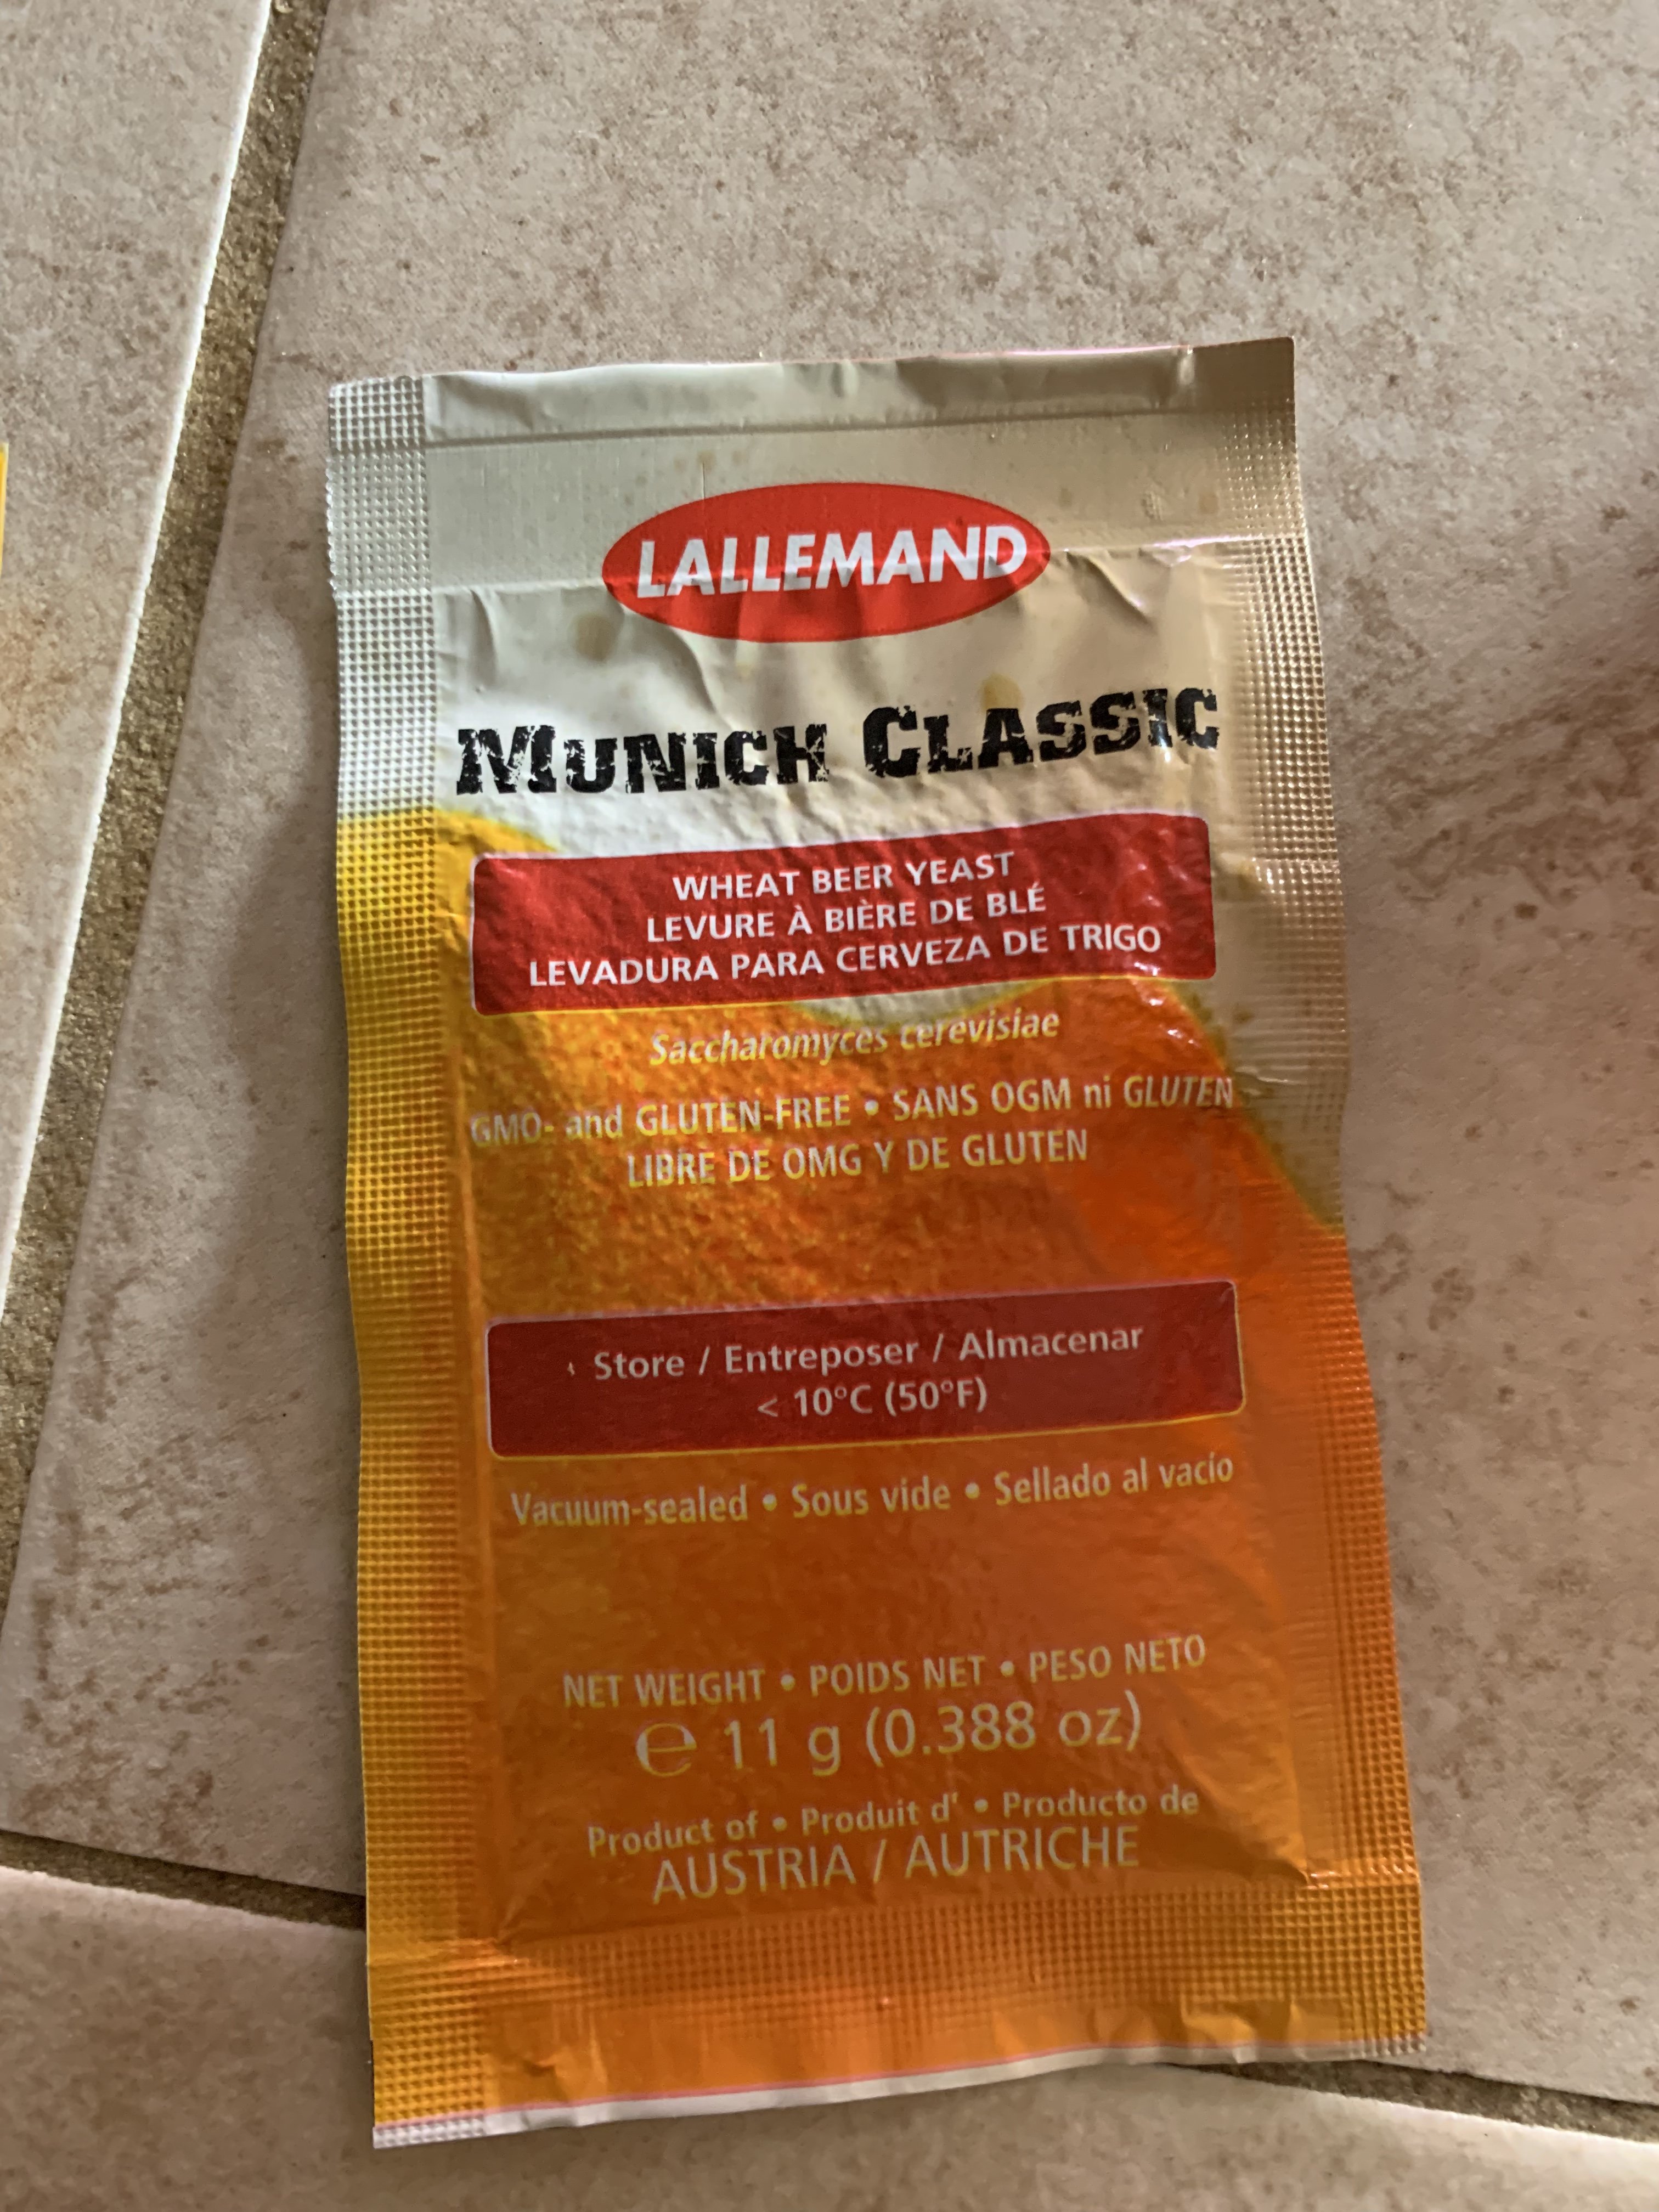 LALLEMAND
MUNICH CLASSIC
WHEAT BEER YEAST
LEVURE À BIÈRE DE BLÉ
LEVADURA PARA CERVEZA DE TRIGO
Saccharomyces cerevisiae
GMO- and GLUTEN-FREE • SANS OGM ni GLUTEN
LIBRE DE OMG Y DE GLUTEN
Store / Entreposer / Almacenar
< 10°C (50°F)
Vacuum-sealed • Sous vide • Sellado al vacío
NET WEIGHT • POIDS NET • PESO NETO
℮ 11 g (0.388 oz)
Product of • Produit d' • Producto de
AUSTRIA / AUTRICHE